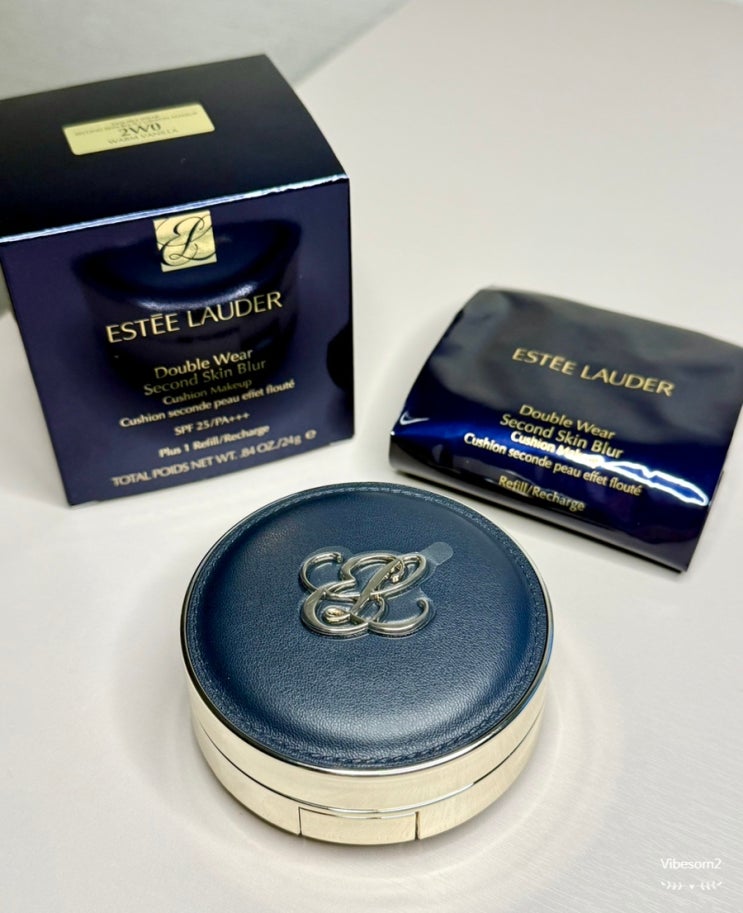 2W0
WARM VANILLA
ESTĒE LAUDER
Double Wear
Second Skin Blur
Cushion Makeup
Cushion seconde peau effet flouté
SPF 25/PA+++
Plus 1 Refill/Recharge
TOTAL POIDS NET WT. .84 OZ./24g ℮
ESTĒE LAUDER
Double Wear
Second Skin Blur
Cushion Makeup
Cushion seconde peau effet flouté
Refill/Recharge
Vibesom2